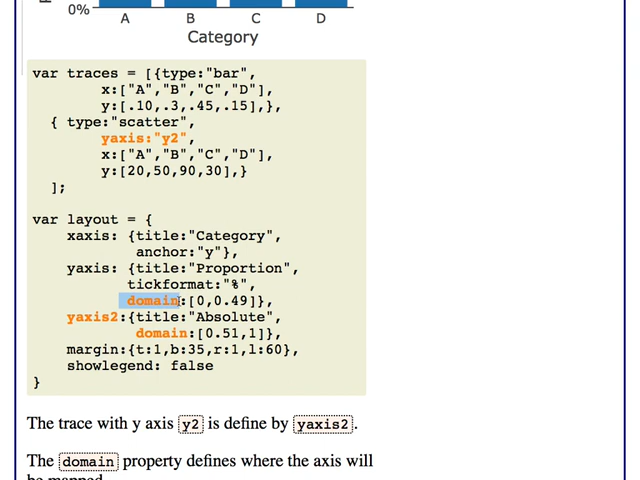 0%
A B C D
Category
var traces = [{type:"bar",
x:["A","B","C","D"],
y:[.10,.3,.45,.15],},
{ type:"scatter",
yaxis:"y2",
x:["A","B","C","D"],
y:[20,50,90,30],}
];
var layout = {
xaxis: {title:"Category",
anchor:"y"},
yaxis: {title:"Proportion",
tickformat:"%",
domain:[0,0.49]},
yaxis2:{title:"Absolute",
domain:[0.51,1]},
margin:{t:1,b:35,r:1,l:60},
showlegend: false
}
The trace with y axis y2 is define by yaxis2.
The domain property defines where the axis will
be mapped